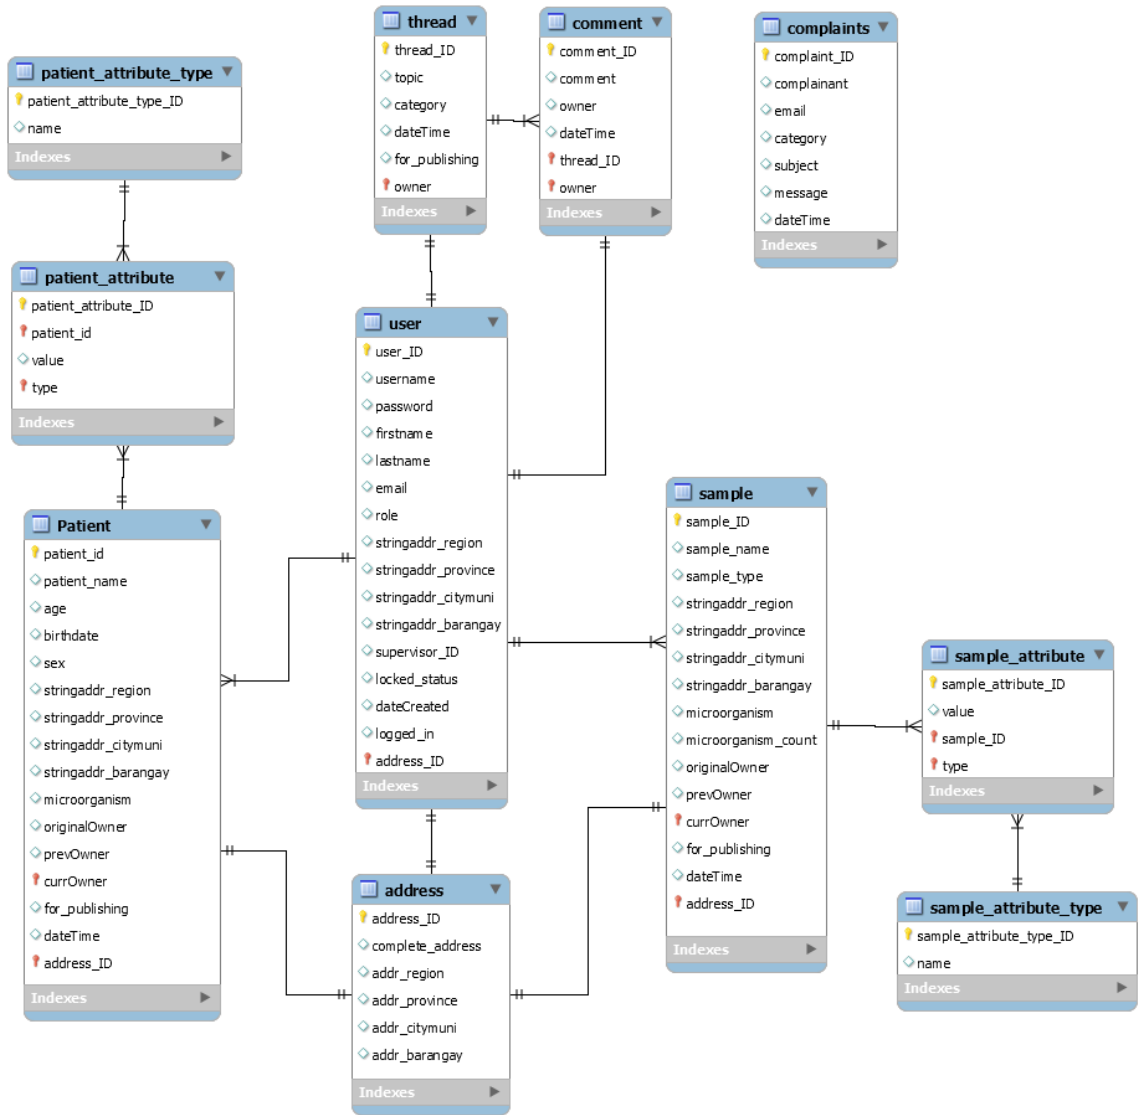 patient_attribute_type
patient_attribute_type_ID
name
Indexes
thread
thread_ID
topic
category
dateTime
for_publishing
owner
Indexes
comment
comment_ID
comment
owner
dateTime
thread_ID
owner
Indexes
complaints
complaint_ID
complainant
email
category
subject
message
dateTime
Indexes
patient_attribute
patient_attribute_ID
patient_id
value
type
Indexes
user
user_ID
username
password
firstname
lastname
email
role
stringaddr_region
stringaddr_province
stringaddr_citymuni
stringaddr_barangay
supervisor_ID
locked_status
dateCreated
logged_in
address_ID
Indexes
Patient
patient_id
patient_name
age
birthdate
sex
stringaddr_region
stringaddr_province
stringaddr_citymuni
stringaddr_barangay
microorganism
originalOwner
prevOwner
currOwner
for_publishing
dateTime
address_ID
Indexes
sample
sample_ID
sample_name
sample_type
stringaddr_region
stringaddr_province
stringaddr_citymuni
stringaddr_barangay
microorganism
microorganism_count
originalOwner
prevOwner
currOwner
for_publishing
dateTime
address_ID
Indexes
sample_attribute
sample_attribute_ID
value
sample_ID
type
Indexes
address
address_ID
complete_address
addr_region
addr_province
addr_citymuni
addr_barangay
Indexes
sample_attribute_type
sample_attribute_type_ID
name
Indexes